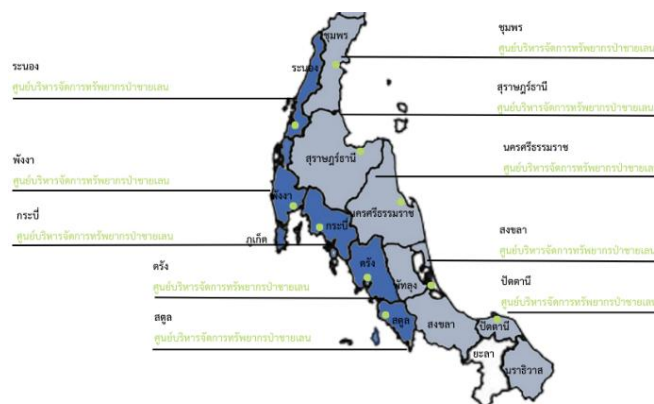 ชุมพร
ชุมพร
ศูนย์บริหารจัดการทรัพยากรป่าชายเลน
ระนอง
ระนอง
ศูนย์บริหารจัดการทรัพยากรป่าชายเลน
สุราษฎร์ธานี
ศูนย์บริหารจัดการทรัพยากรป่าชายเลน
สุราษฎร์ธานี
นครศรีธรรมราช
ศูนย์บริหารจัดการทรัพยากรป่าชายเลน
พังงา
ศูนย์บริหารจัดการทรัพยากรป่าชายเลน
พังงา
นครศรีธรรมราช
กระบี่
ศูนย์บริหารจัดการทรัพยากรป่าชายเลน
กระบี่
ภูเก็ต
สงขลา
ศูนย์บริหารจัดการทรัพยากรป่าชายเลน
ตรัง
ศูนย์บริหารจัดการทรัพยากรป่าชายเลน
ตรัง
พัทลุง
ปัตตานี
ศูนย์บริหารจัดการทรัพยากรป่าชายเลน
สตูล
ศูนย์บริหารจัดการทรัพยากรป่าชายเลน
สตูล
สงขลา
ปัตตานี
ยะลา
นราธิวาส